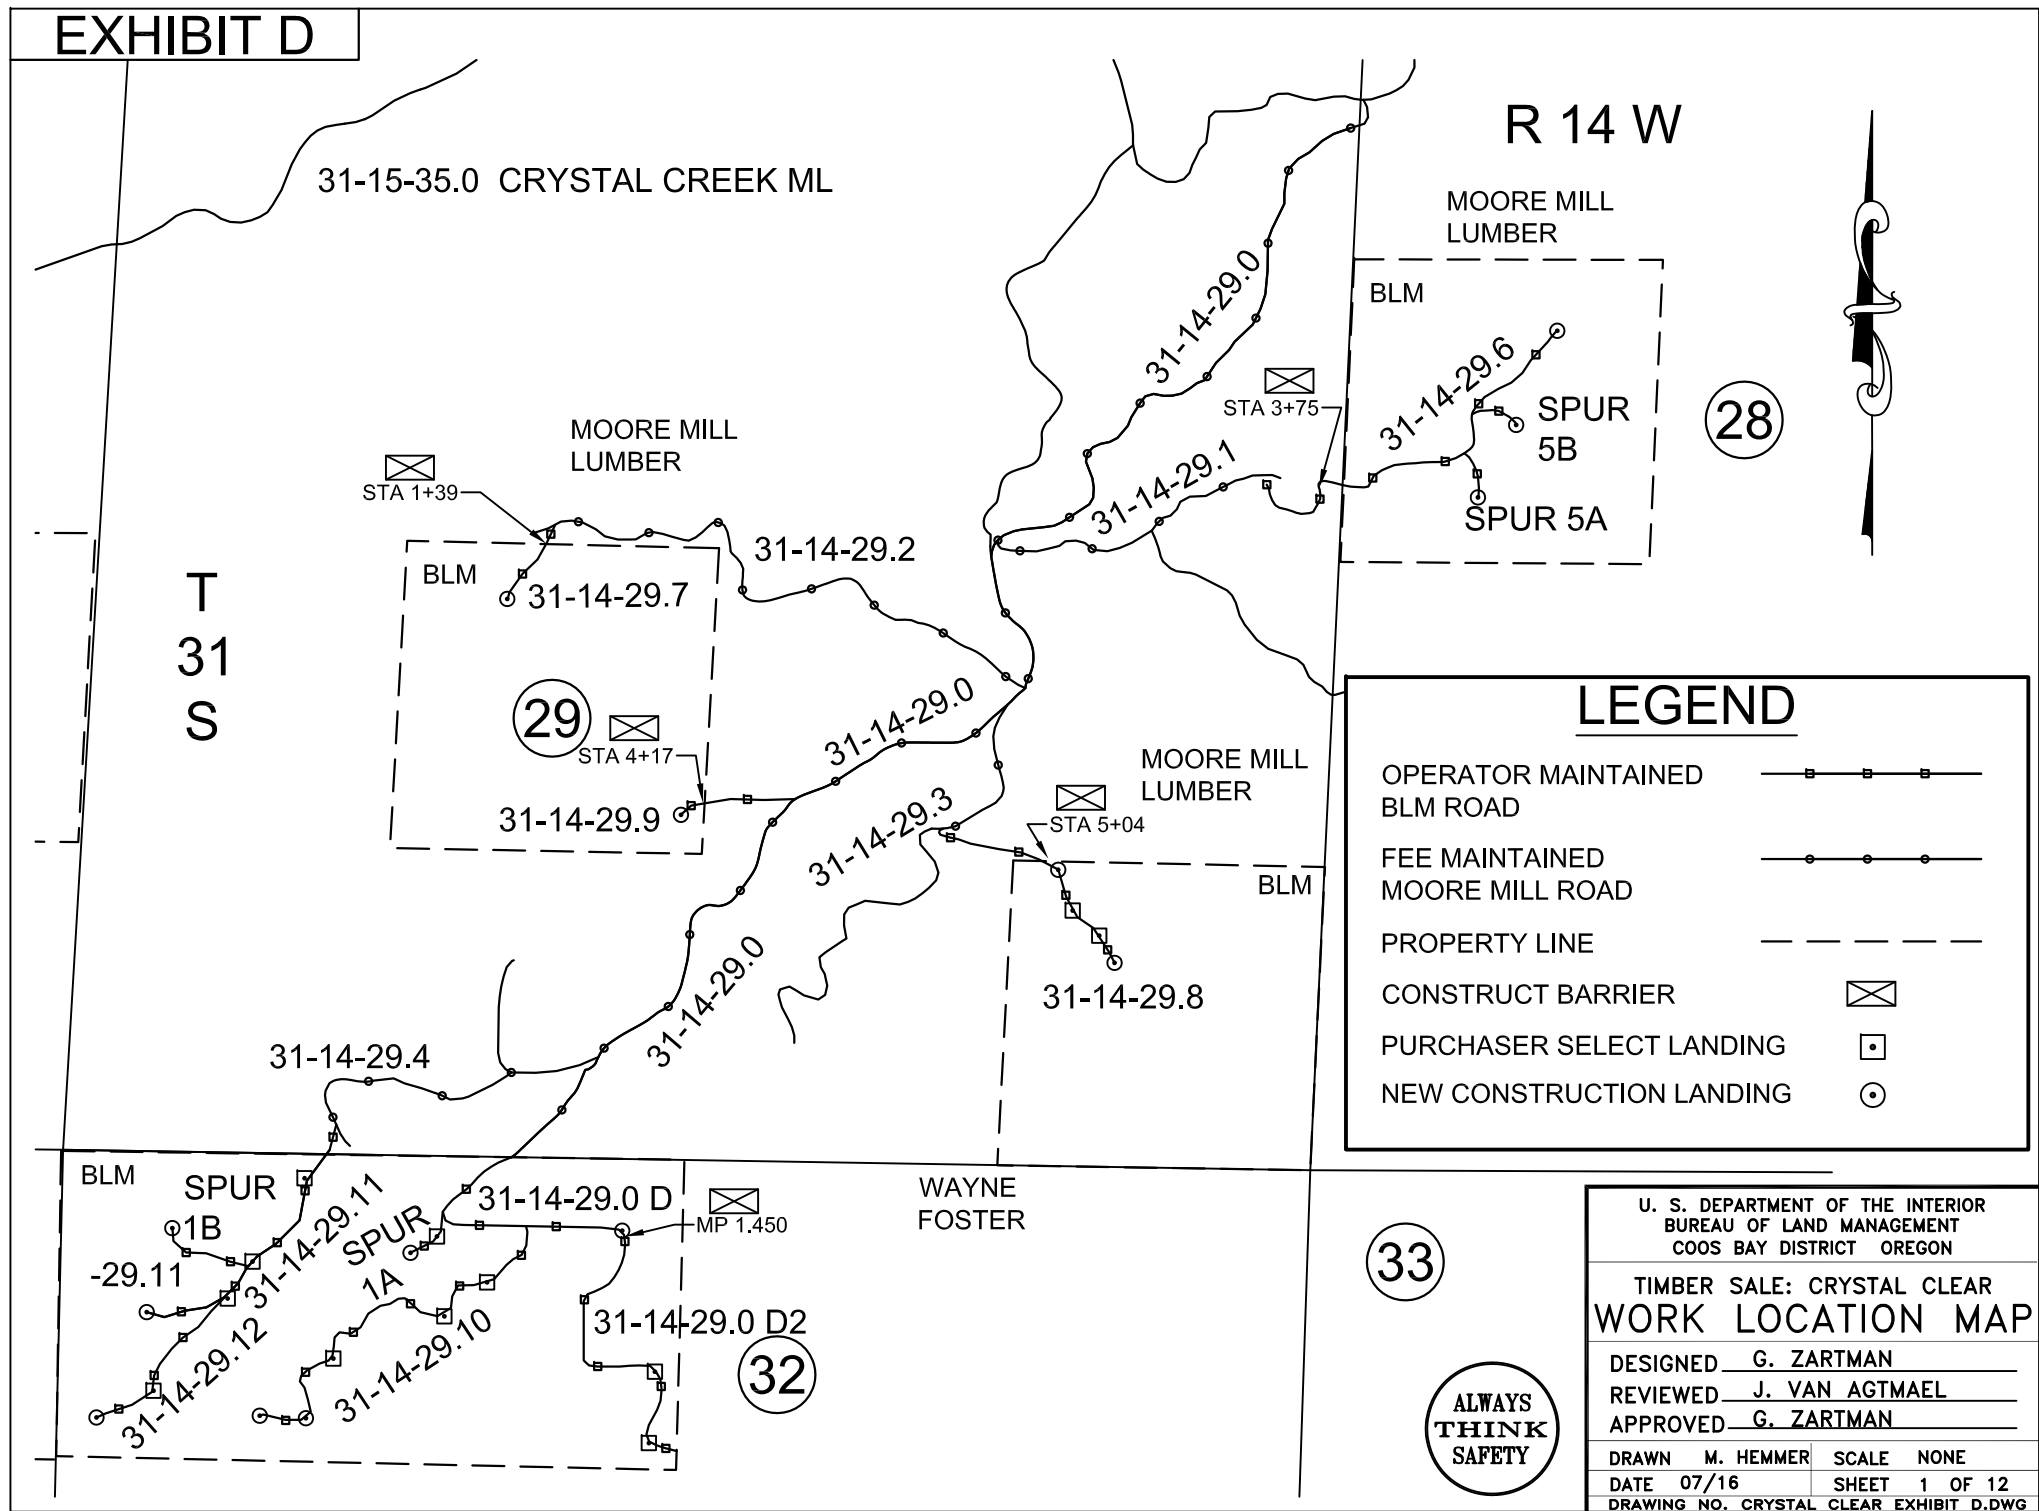 EXHIBIT D
R 14 W
31-15-35.0 CRYSTAL CREEK ML
MOORE MILL
LUMBER
BLM
31-14-29.0
31-14-29.6
SPUR
5B
28
STA 3+75
MOORE MILL
LUMBER
STA 1+39
31-14-29.1
SPUR 5A
31-14-29.2
BLM
31-14-29.7
T
31
S
29
STA 4+17
31-14-29.0
MOORE MILL
LUMBER
31-14-29.9
31-14-29.3
STA 5+04
BLM
31-14-29.8
31-14-29.0
31-14-29.4
LEGEND
OPERATOR MAINTAINED
BLM ROAD
FEE MAINTAINED
MOORE MILL ROAD
PROPERTY LINE
CONSTRUCT BARRIER
PURCHASER SELECT LANDING
NEW CONSTRUCTION LANDING
BLM
SPUR
1B
31-14-29.11
SPUR
1A
31-14-29.0 D
MP 1.450
WAYNE
FOSTER
-29.11
31-14-29.12
31-14-29.10
31-14-29.0 D2
32
33
ALWAYS
THINK
SAFETY
U. S. DEPARTMENT OF THE INTERIOR
BUREAU OF LAND MANAGEMENT
COOS BAY DISTRICT OREGON
TIMBER SALE: CRYSTAL CLEAR
WORK LOCATION MAP
DESIGNED G. ZARTMAN
REVIEWED J. VAN AGTMAEL
APPROVED G. ZARTMAN
DRAWN M. HEMMER SCALE NONE
DATE 07/16 SHEET 1 OF 12
DRAWING NO. CRYSTAL CLEAR EXHIBIT D.DWG